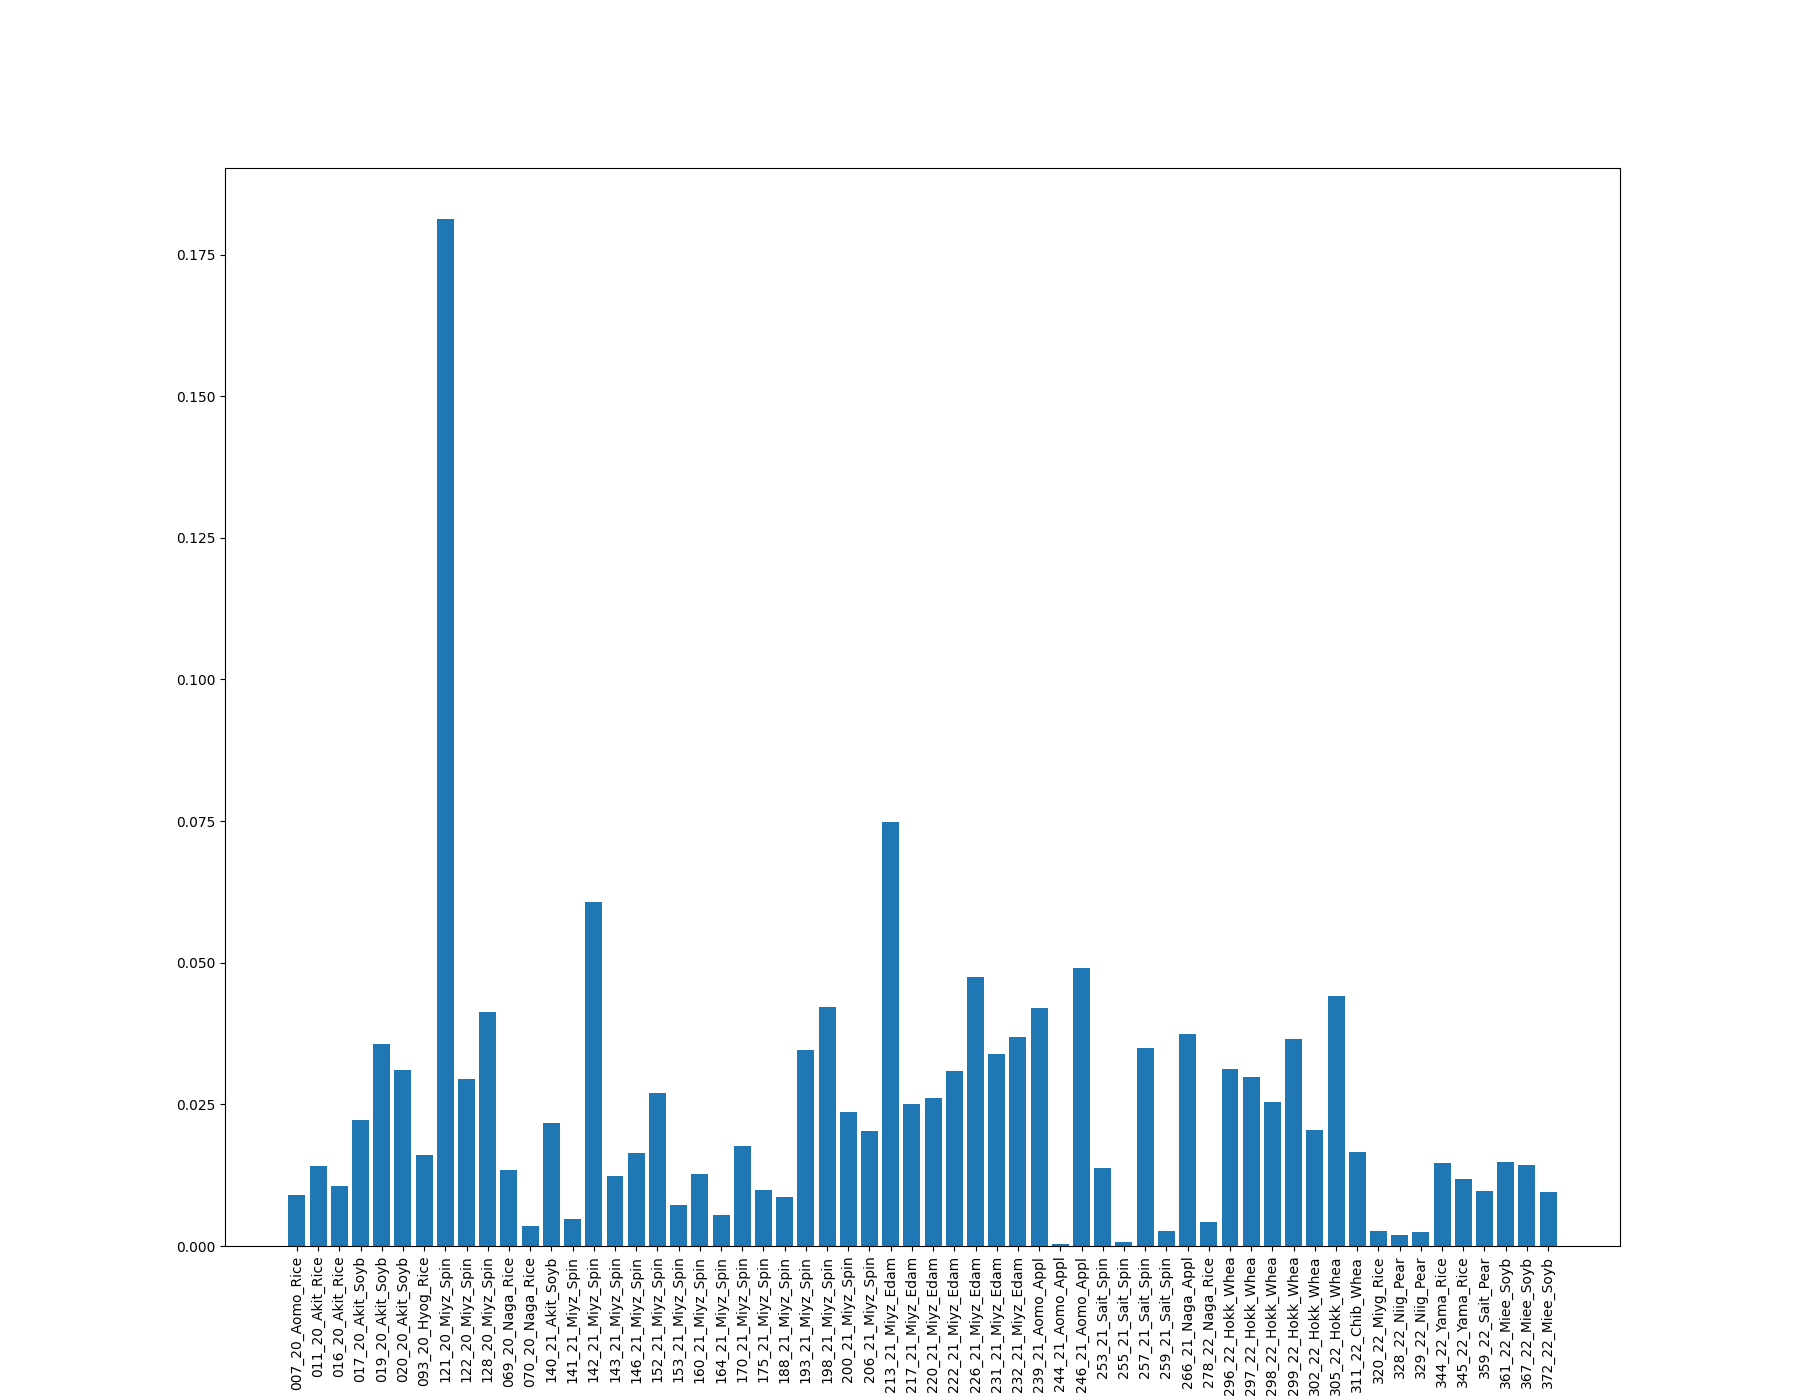 0.175
0.150
0.125
0.100
0.075
0.050
0.025
0.000
007_20_Aomo_Rice
011_20_Akit_Rice
016_20_Akit_Rice
017_20_Akit_Soyb
019_20_Akit_Soyb
020_20_Akit_Soyb
093_20_Hyog_Rice
121_20_Miyz_Spin
122_20_Miyz_Spin
128_20_Miyz_Spin
069_20_Naga_Rice
070_20_Naga_Rice
140_21_Akit_Soyb
141_21_Miyz_Spin
142_21_Miyz_Spin
143_21_Miyz_Spin
146_21_Miyz_Spin
152_21_Miyz_Spin
153_21_Miyz_Spin
160_21_Miyz_Spin
164_21_Miyz_Spin
170_21_Miyz_Spin
175_21_Miyz_Spin
188_21_Miyz_Spin
193_21_Miyz_Spin
198_21_Miyz_Spin
200_21_Miyz_Spin
206_21_Miyz_Spin
213_21_Miyz_Edam
217_21_Miyz_Edam
220_21_Miyz_Edam
222_21_Miyz_Edam
226_21_Miyz_Edam
231_21_Miyz_Edam
232_21_Miyz_Edam
239_21_Aomo_Appl
244_21_Aomo_Appl
246_21_Aomo_Appl
253_21_Sait_Spin
255_21_Sait_Spin
257_21_Sait_Spin
259_21_Sait_Spin
266_21_Naga_Appl
278_22_Naga_Rice
296_22_Hokk_Whea
297_22_Hokk_Whea
298_22_Hokk_Whea
299_22_Hokk_Whea
302_22_Hokk_Whea
305_22_Hokk_Whea
311_22_Chib_Whea
320_22_Miyg_Rice
328_22_Niig_Pear
329_22_Niig_Pear
344_22_Yama_Rice
345_22_Yama_Rice
359_22_Sait_Pear
361_22_Miee_Soyb
367_22_Miee_Soyb
372_22_Miee_Soyb